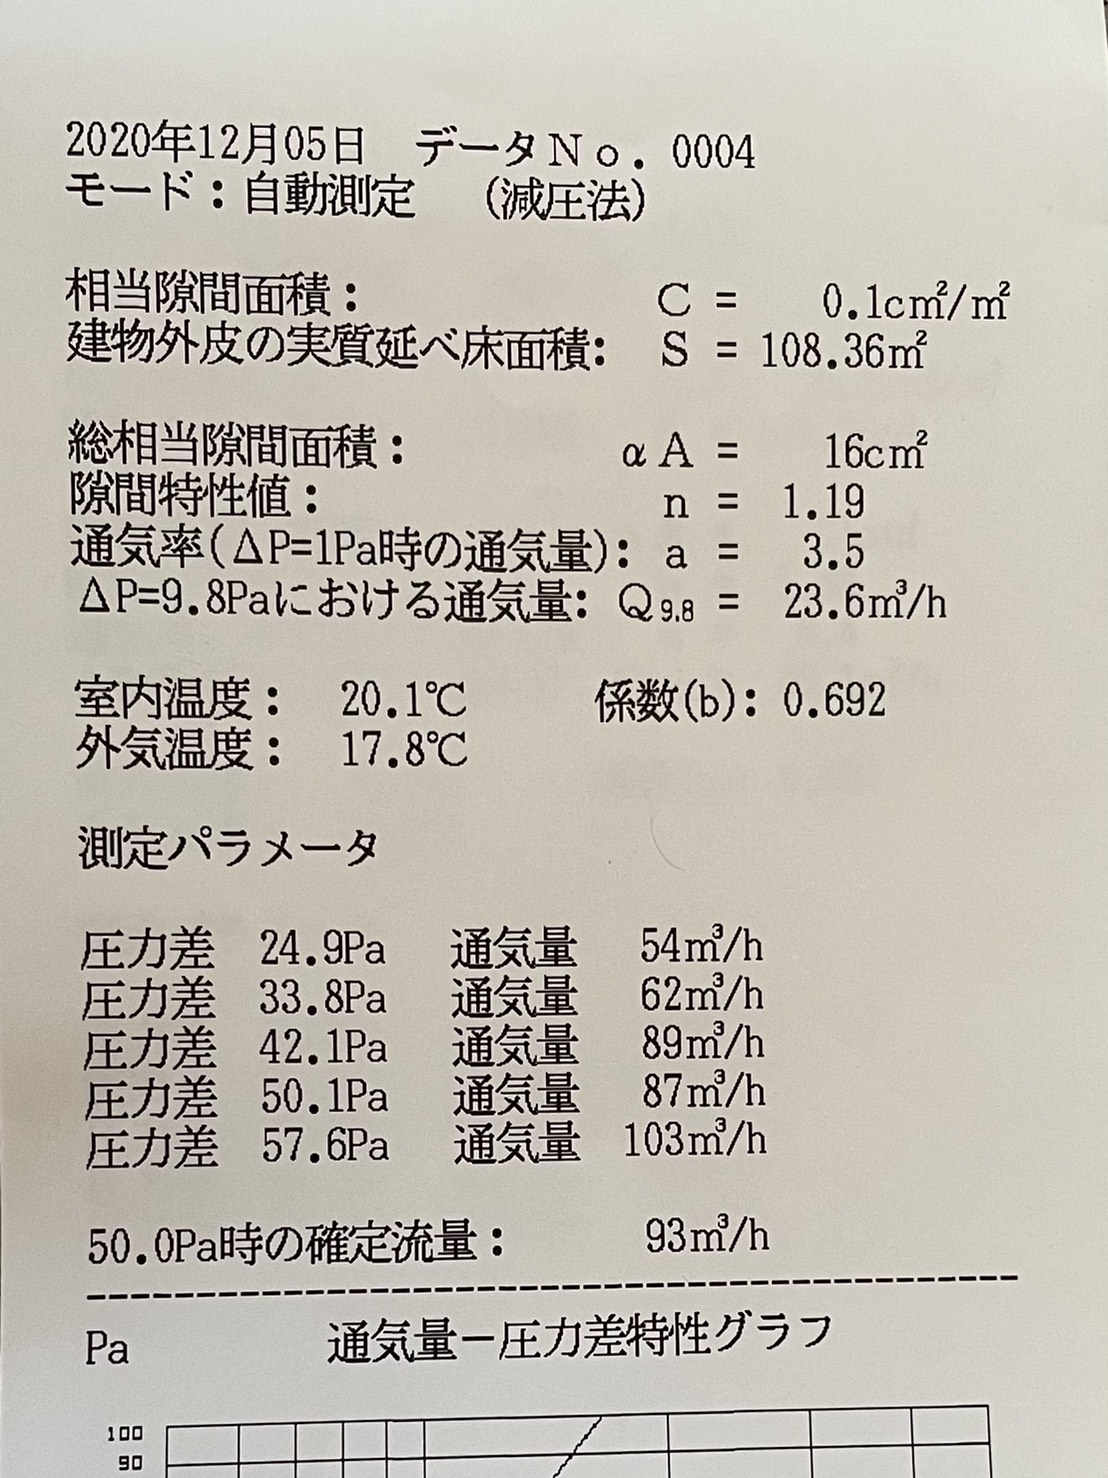 2020年12月05日 データNo. 0004
モード：自動測定 （減圧法）
相当隙間面積： C = 0.1c㎡/㎡
建物外皮の実質延べ床面積： S = 108.36㎡
総相当隙間面積： αA = 16c㎡
隙間特性値： n = 1.19
通気率(ΔP=1Pa時の通気量)： a = 3.5
ΔP=9.8Paにおける通気量： Q9.8 = 23.6㎥/h
室内温度： 20.1℃ 係数(b)： 0.692
外気温度： 17.8℃
測定パラメータ
圧力差 24.9Pa 通気量 54㎥/h
圧力差 33.8Pa 通気量 62㎥/h
圧力差 42.1Pa 通気量 89㎥/h
圧力差 50.1Pa 通気量 87㎥/h
圧力差 57.6Pa 通気量 103㎥/h
50.0Pa時の確定流量： 93㎥/h
Pa 通気量－圧力差特性グラフ
100
90